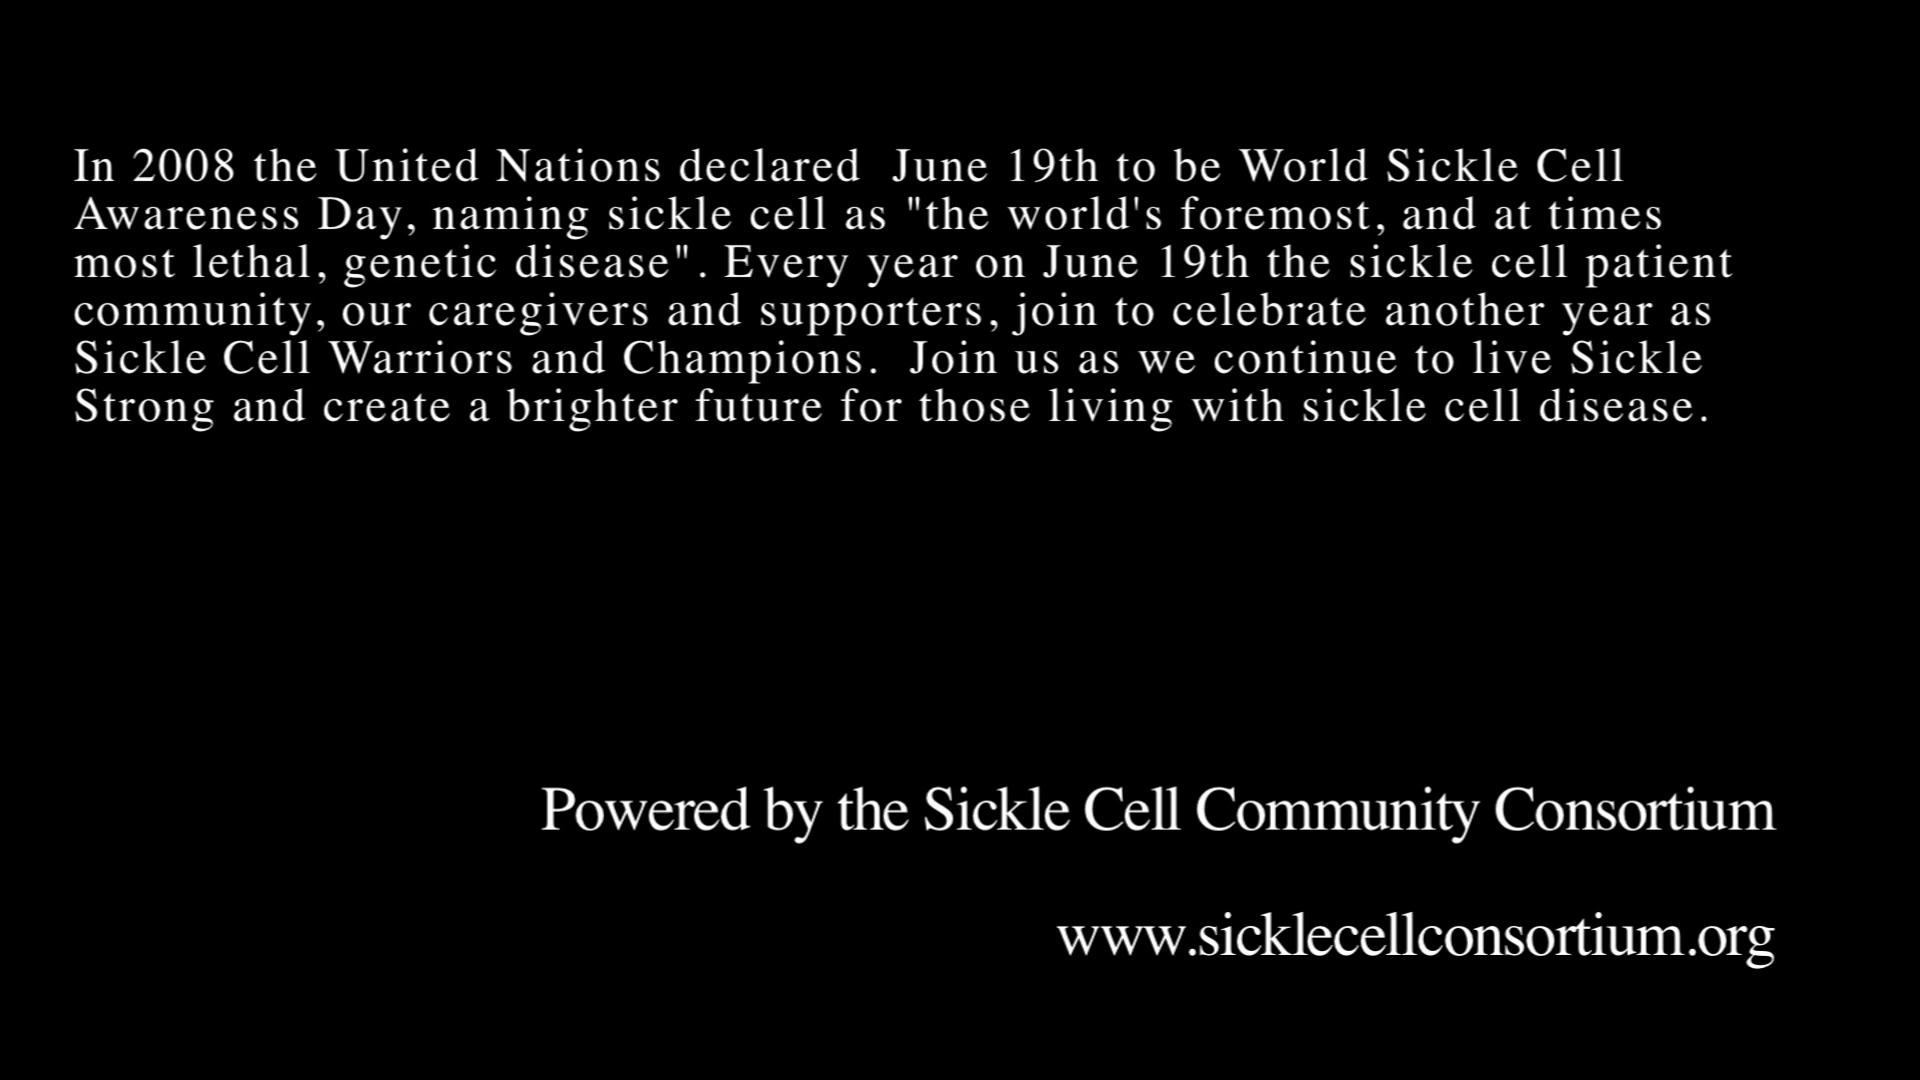 In 2008 the United Nations declared  June 19th to be World Sickle Cell
Awareness Day, naming sickle cell as "the world's foremost, and at times
most lethal, genetic disease". Every year on June 19th the sickle cell patient
community, our caregivers and supporters, join to celebrate another year as
Sickle Cell Warriors and Champions.  Join us as we continue to live Sickle
Strong and create a brighter future for those living with sickle cell disease.
Powered by the Sickle Cell Community Consortium
www.sicklecellconsortium.org